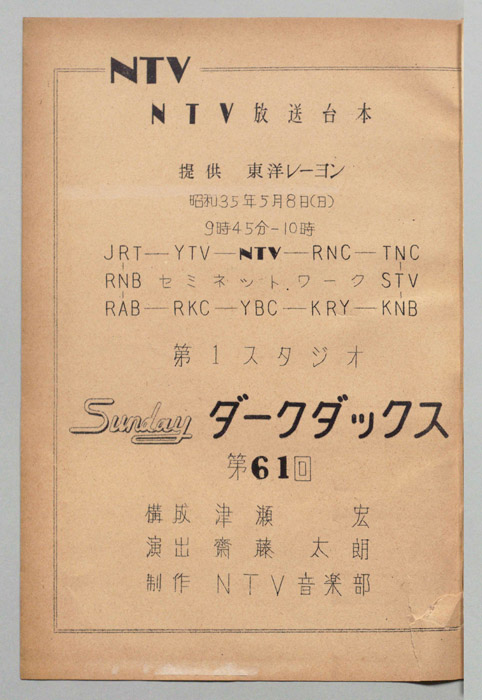 NTV
NTV放送台本
提供 東洋レーヨン
昭和35年5月8日(日)
9時45分-10時
JRT-YTV-NTV-RNC-TNC
RNB セミネットワーク STV
RAB-RKC-YBC-KRY-KNB
第1スタジオ
Sunday ダークダックス
第61回
構成 津瀬 宏
演出 齋藤太朗
制作 NTV音楽部